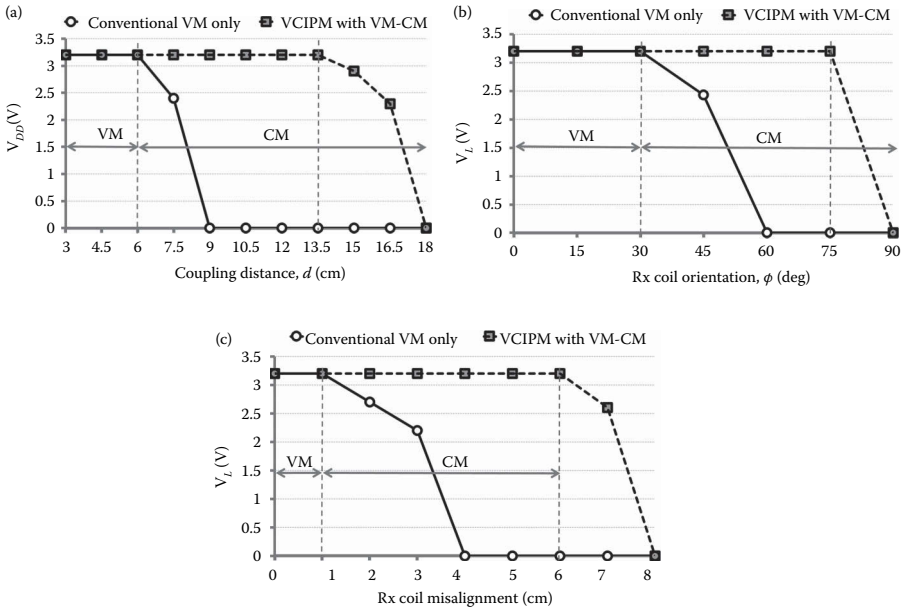 (a)
Conventional VM only VCIPM with VM-CM
3.5
3
2.5
2
1.5
1
0.5
0
V_DD(V)
VM CM
3 4.5 6 7.5 9 10.5 12 13.5 15 16.5 18
Coupling distance, d (cm)
(b)
Conventional VM only VCIPM with VM-CM
3.5
3
2.5
2
1.5
1
0.5
0
V_L (V)
VM CM
0 15 30 45 60 75 90
Rx coil orientation, ϕ (deg)
(c)
Conventional VM only VCIPM with VM-CM
3.5
3
2.5
2
1.5
1
0.5
0
V_L (V)
VM CM
0 1 2 3 4 5 6 7 8
Rx coil misalignment (cm)